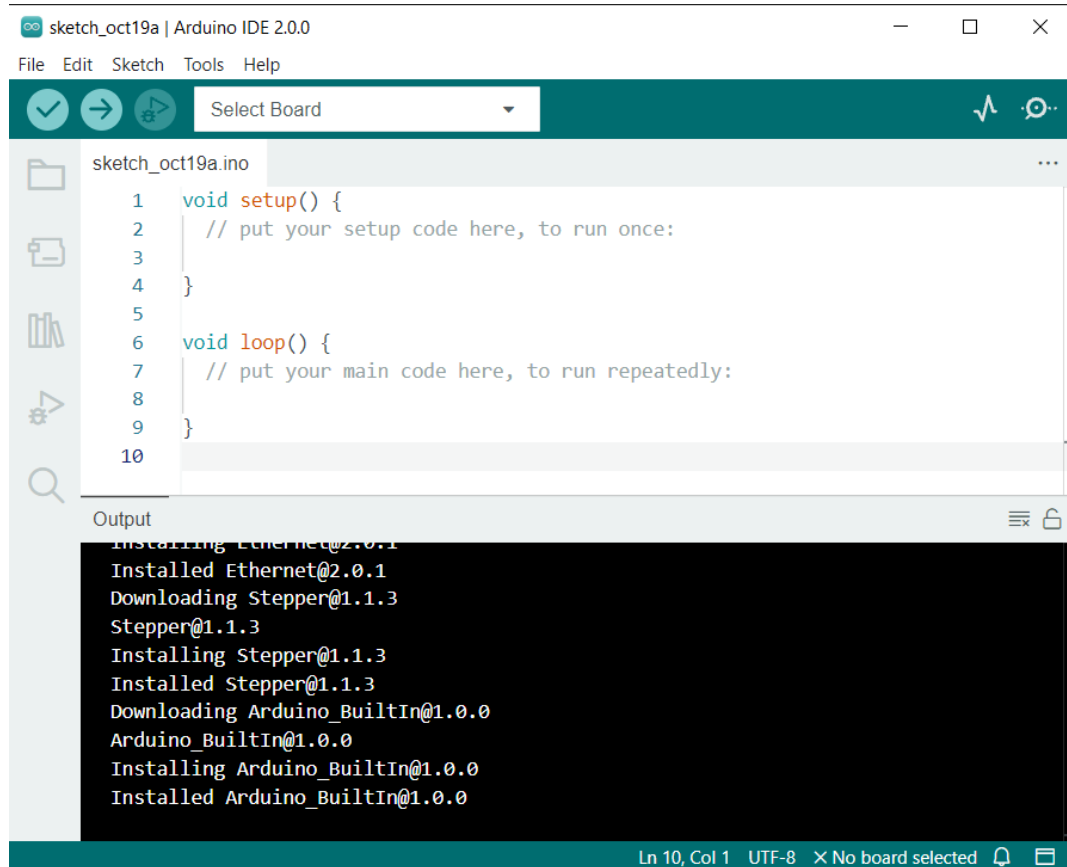 sketch_oct19a | Arduino IDE 2.0.0
File Edit Sketch Tools Help
Select Board
sketch_oct19a.ino
1 void setup() {
2 // put your setup code here, to run once:
3
4 }
5
6 void loop() {
7 // put your main code here, to run repeatedly:
8
9 }
10
Output
Installing Ethernet@2.0.1
Installed Ethernet@2.0.1
Downloading Stepper@1.1.3
Stepper@1.1.3
Installing Stepper@1.1.3
Installed Stepper@1.1.3
Downloading Arduino_BuiltIn@1.0.0
Arduino_BuiltIn@1.0.0
Installing Arduino_BuiltIn@1.0.0
Installed Arduino_BuiltIn@1.0.0
Ln 10, Col 1 UTF-8 × No board selected